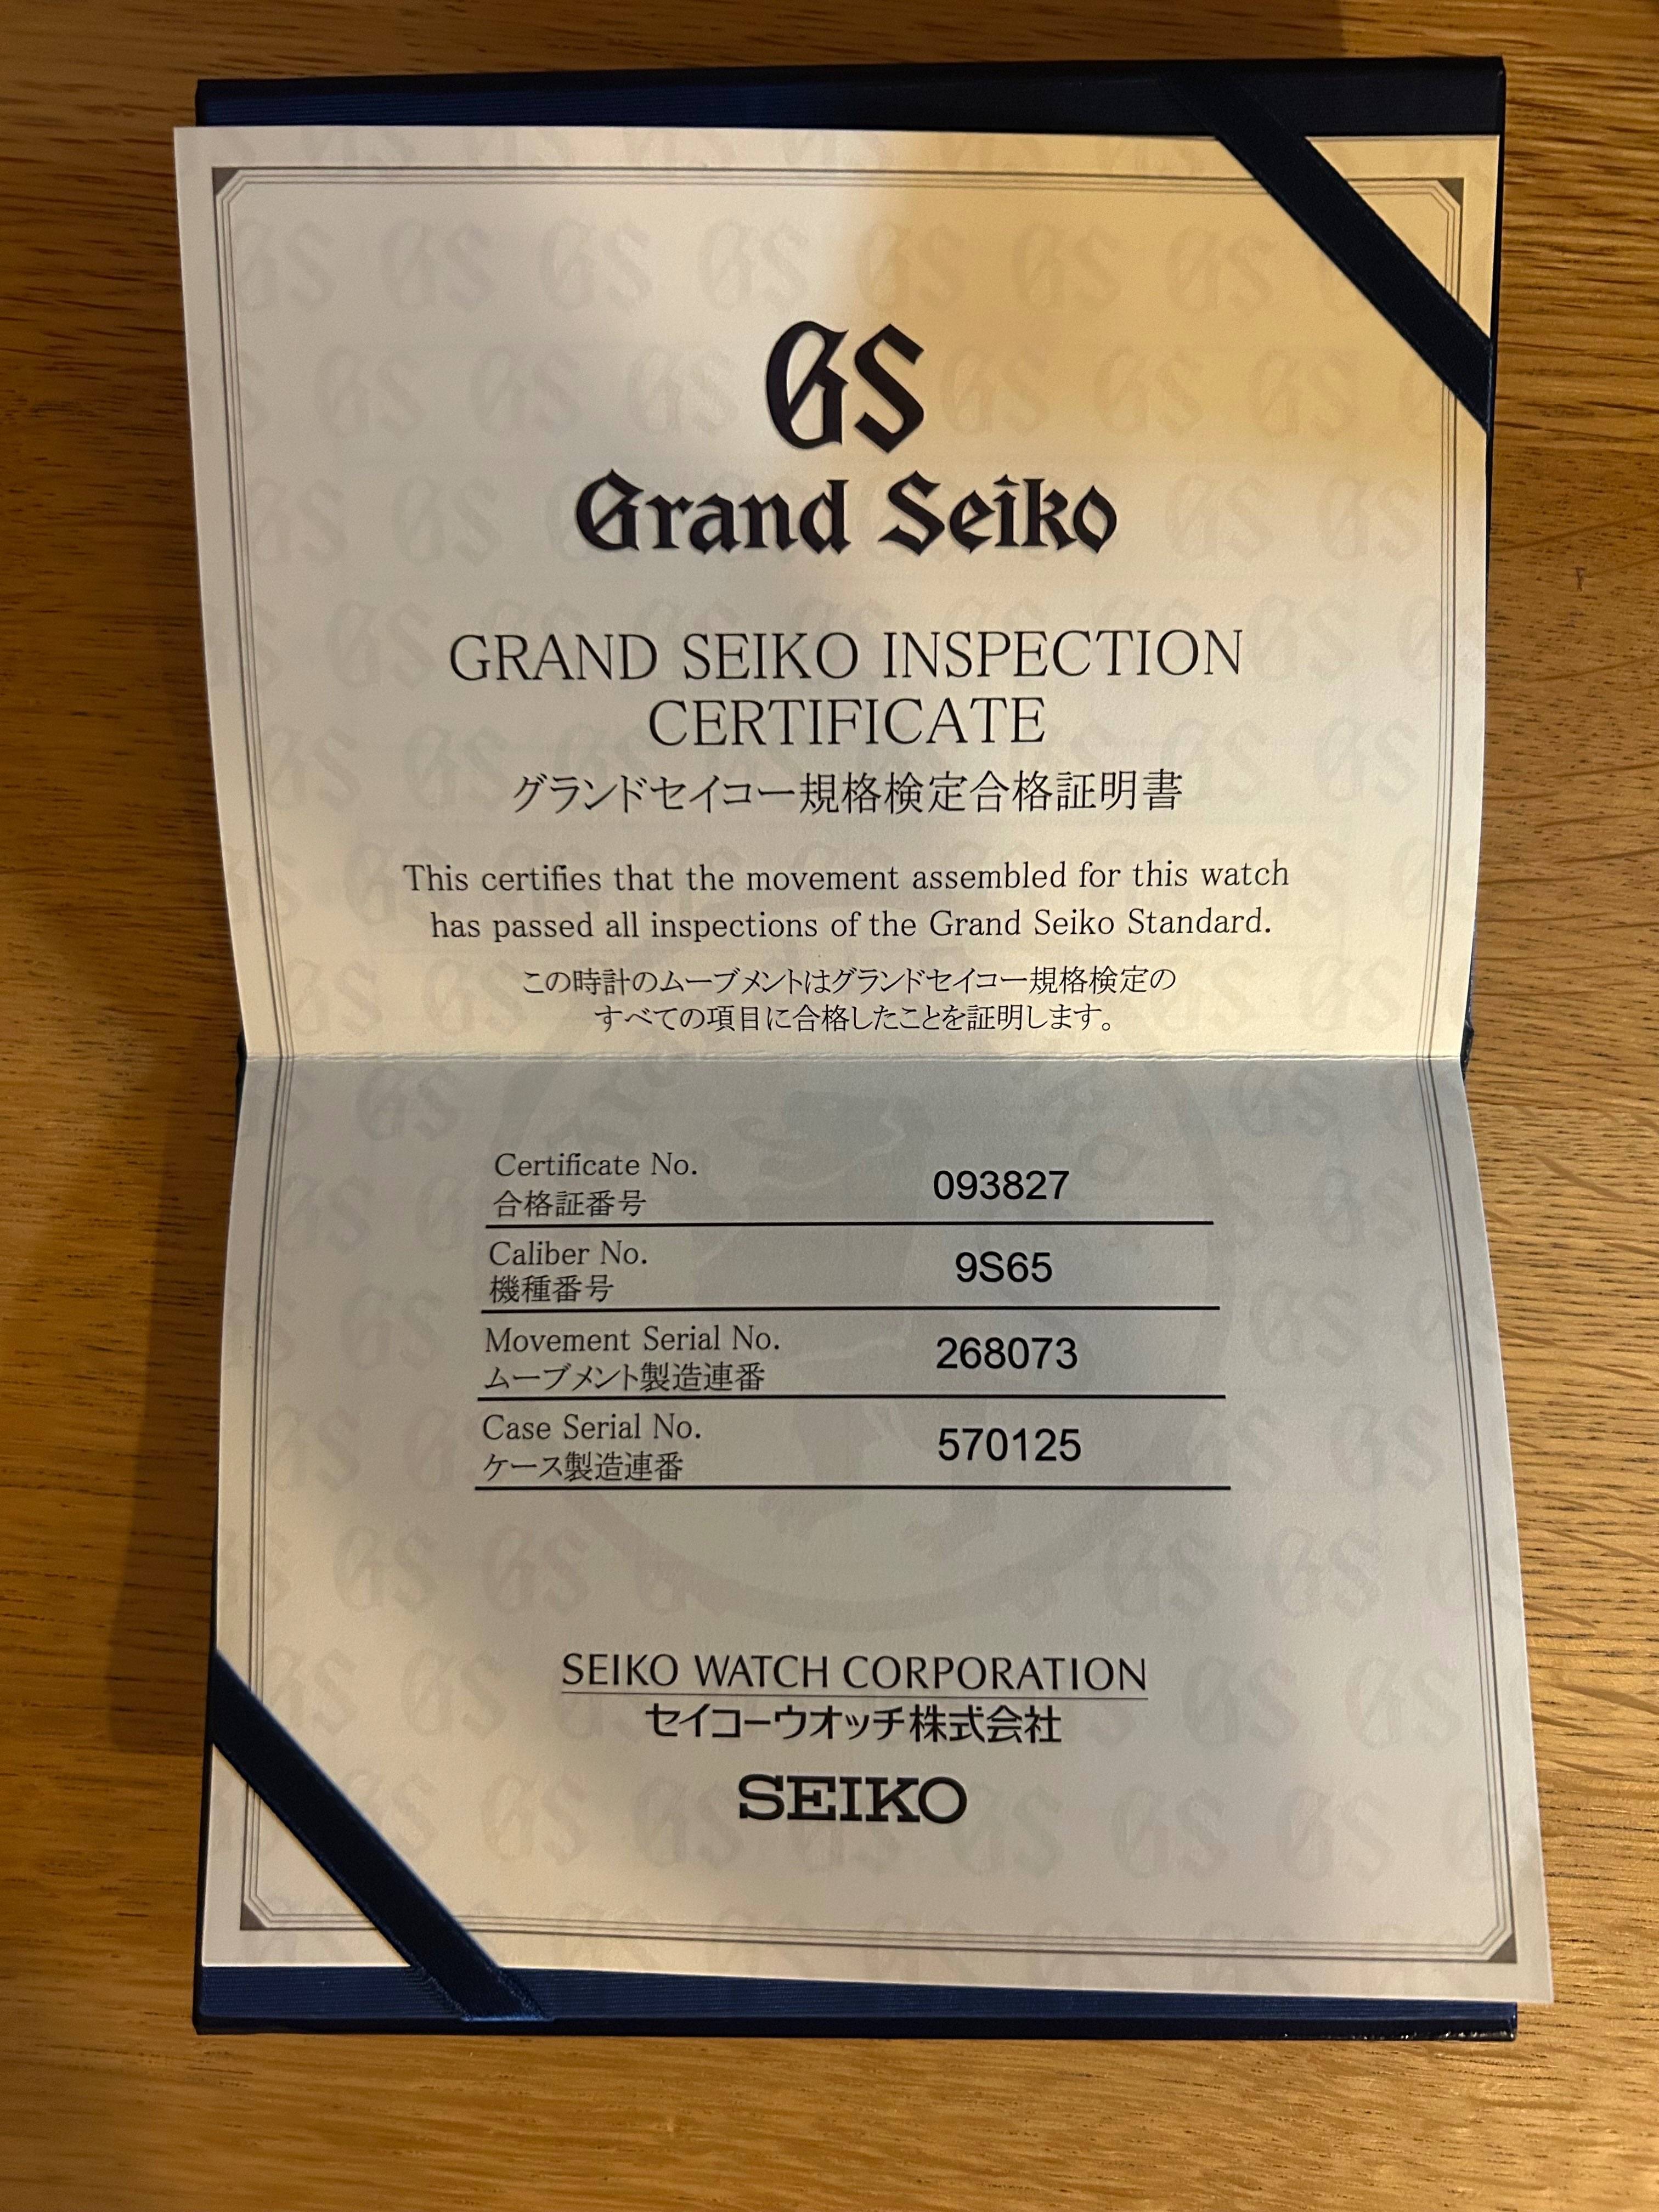 GS
Grand Seiko
GRAND SEIKO INSPECTION
CERTIFICATE
グランドセイコー規格検定合格証明書
This certifies that the movement assembled for this watch
has passed all inspections of the Grand Seiko Standard.
この時計のムーブメントはグランドセイコー規格検定の
すべての項目に合格したことを証明します。
Certificate No. 093827
合格証番号
Caliber No. 9S65
機種番号
Movement Serial No. 268073
ムーブメント製造連番
Case Serial No. 570125
ケース製造連番
SEIKO WATCH CORPORATION
セイコーウオッチ株式会社
SEIKO